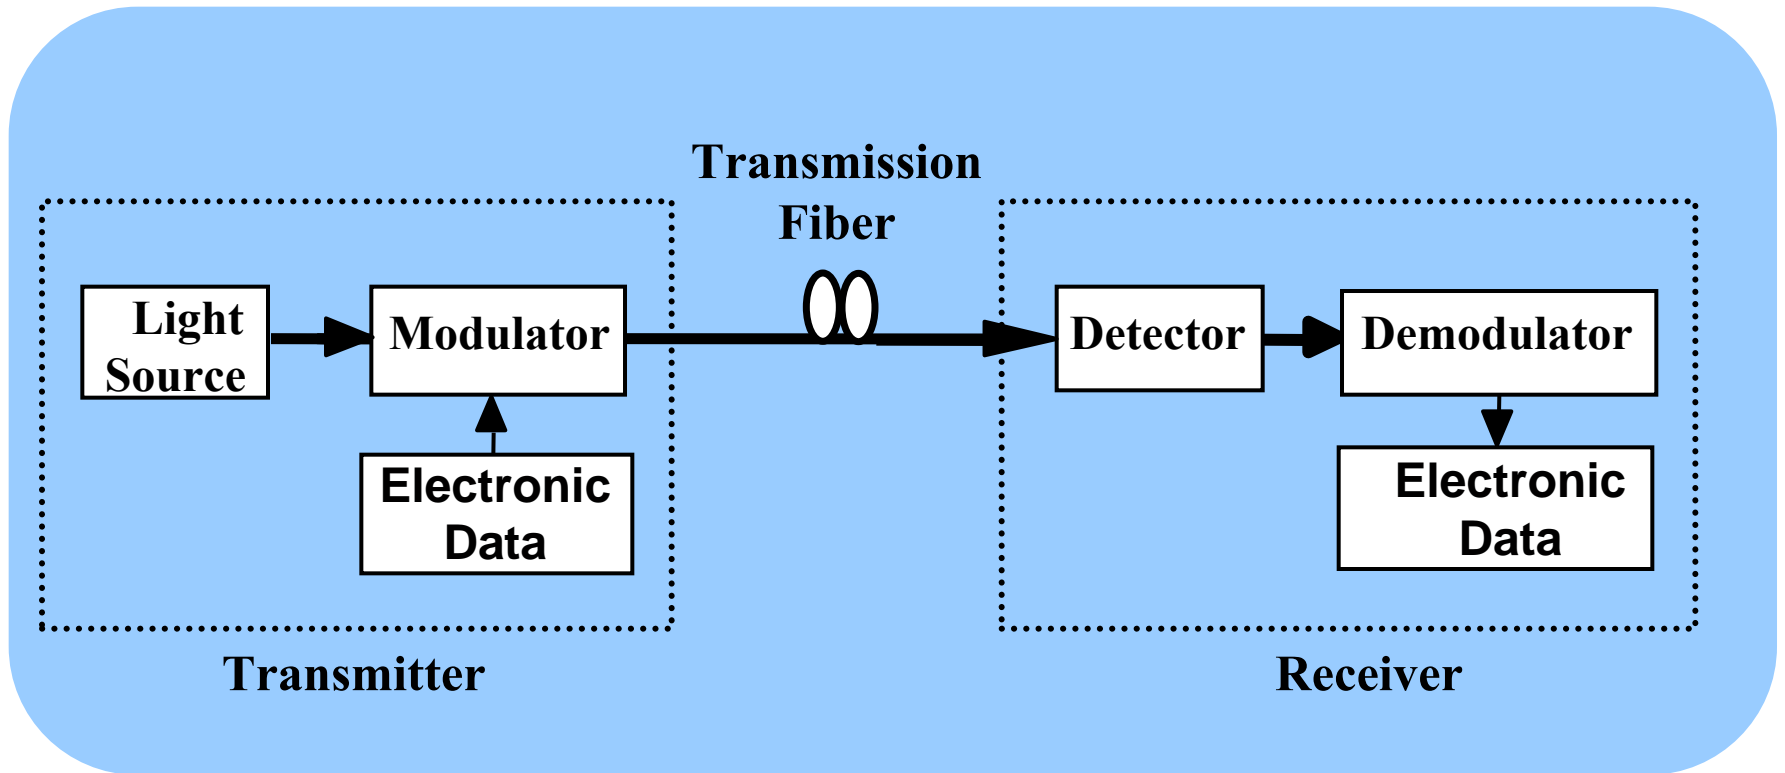 Transmission
Fiber
Light
Source
Modulator
Electronic
Data
Transmitter
Detector
Demodulator
Electronic
Data
Receiver